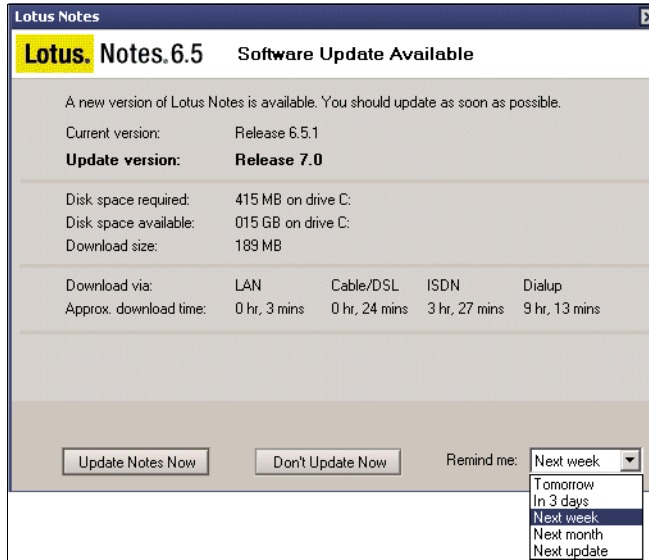 Lotus Notes
Lotus. Notes.6.5 Software Update Available
A new version of Lotus Notes is available. You should update as soon as possible.
Current version: Release 6.5.1
Update version: Release 7.0
Disk space required: 415 MB on drive C:
Disk space available: 015 GB on drive C:
Download size: 189 MB
Download via: LAN Cable/DSL ISDN Dialup
Approx. download time: 0 hr, 3 mins 0 hr, 24 mins 3 hr, 27 mins 9 hr, 13 mins
Update Notes Now Don't Update Now Remind me: Next week
Tomorrow
In 3 days
Next week
Next month
Next update